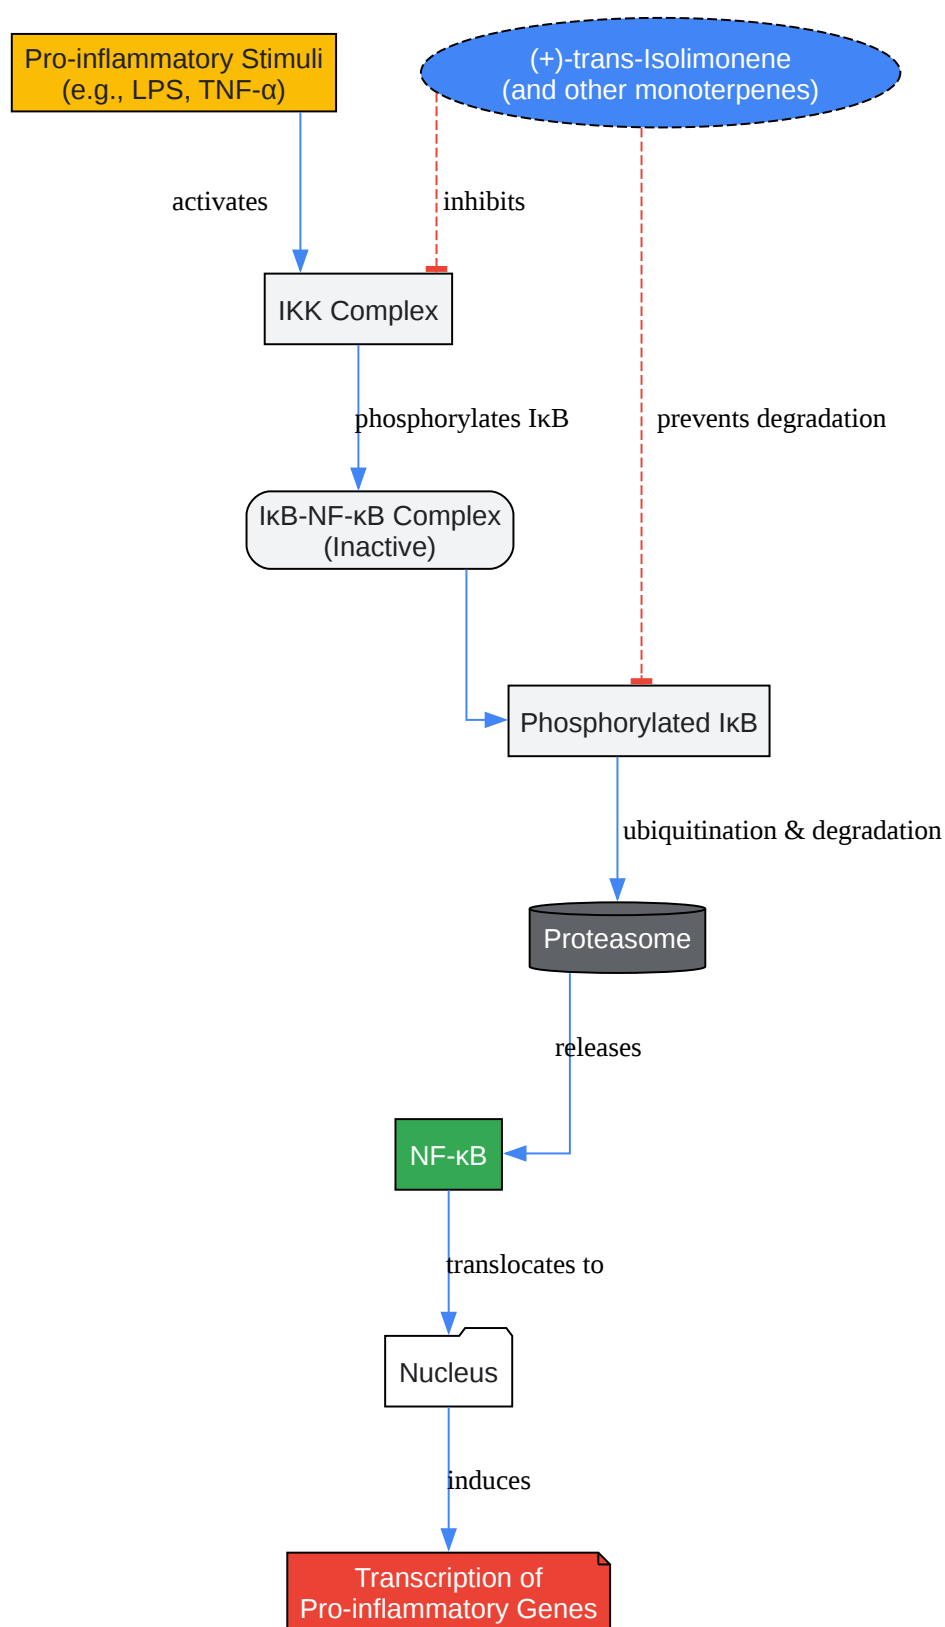 Pro-inflammatory Stimuli
(e.g., LPS, TNF-α)
(+)-trans-Isolimonene
(and other monoterpenes)
activates
inhibits
IKK Complex
phosphorylates IκB
prevents degradation
IκB-NF-κB Complex
(Inactive)
Phosphorylated IκB
ubiquitination & degradation
Proteasome
releases
NF-κB
translocates to
Nucleus
induces
Transcription of
Pro-inflammatory Genes